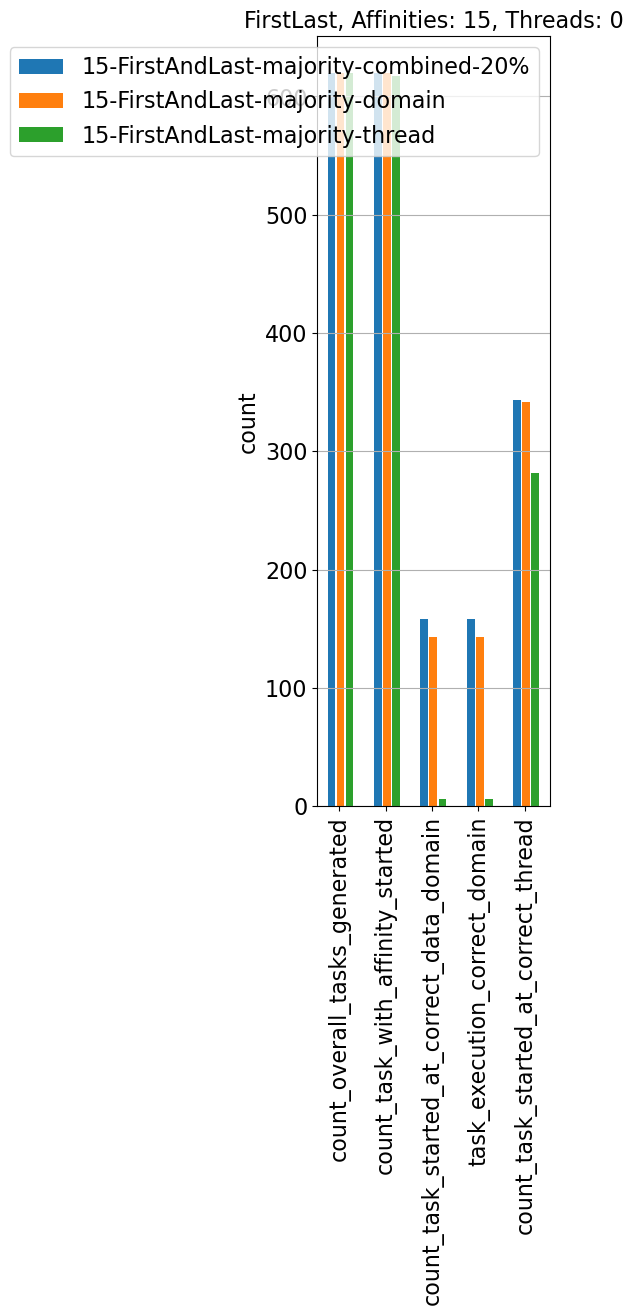 FirstLast, Affinities: 15, Threads: 0
15-FirstAndLast-majority-combined-20%
15-FirstAndLast-majority-domain
15-FirstAndLast-majority-thread
600
500
400
300
200
100
0
count
count_overall_tasks_generated
count_task_with_affinity_started
count_task_started_at_correct_data_domain
task_execution_correct_domain
count_task_started_at_correct_thread